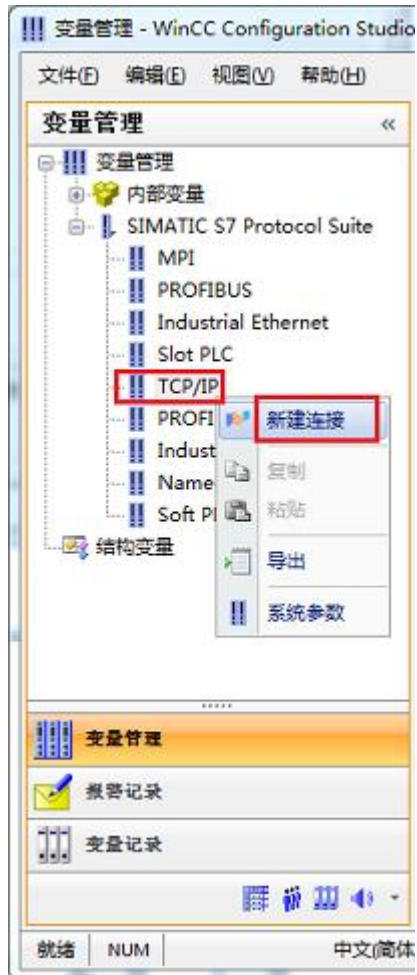 变量管理 - WinCC Configuration Studio
文件(F) 编辑(E) 视图(V) 帮助(H)
变量管理 «
变量管理
内部变量
SIMATIC S7 Protocol Suite
MPI
PROFIBUS
Industrial Ethernet
Slot PLC
TCP/IP
PROFI
Indust
Name
Soft Pl
结构变量
新建连接
复制
粘贴
导出
系统参数
变量管理
报警记录
变量记录
就绪 NUM 中文(简体